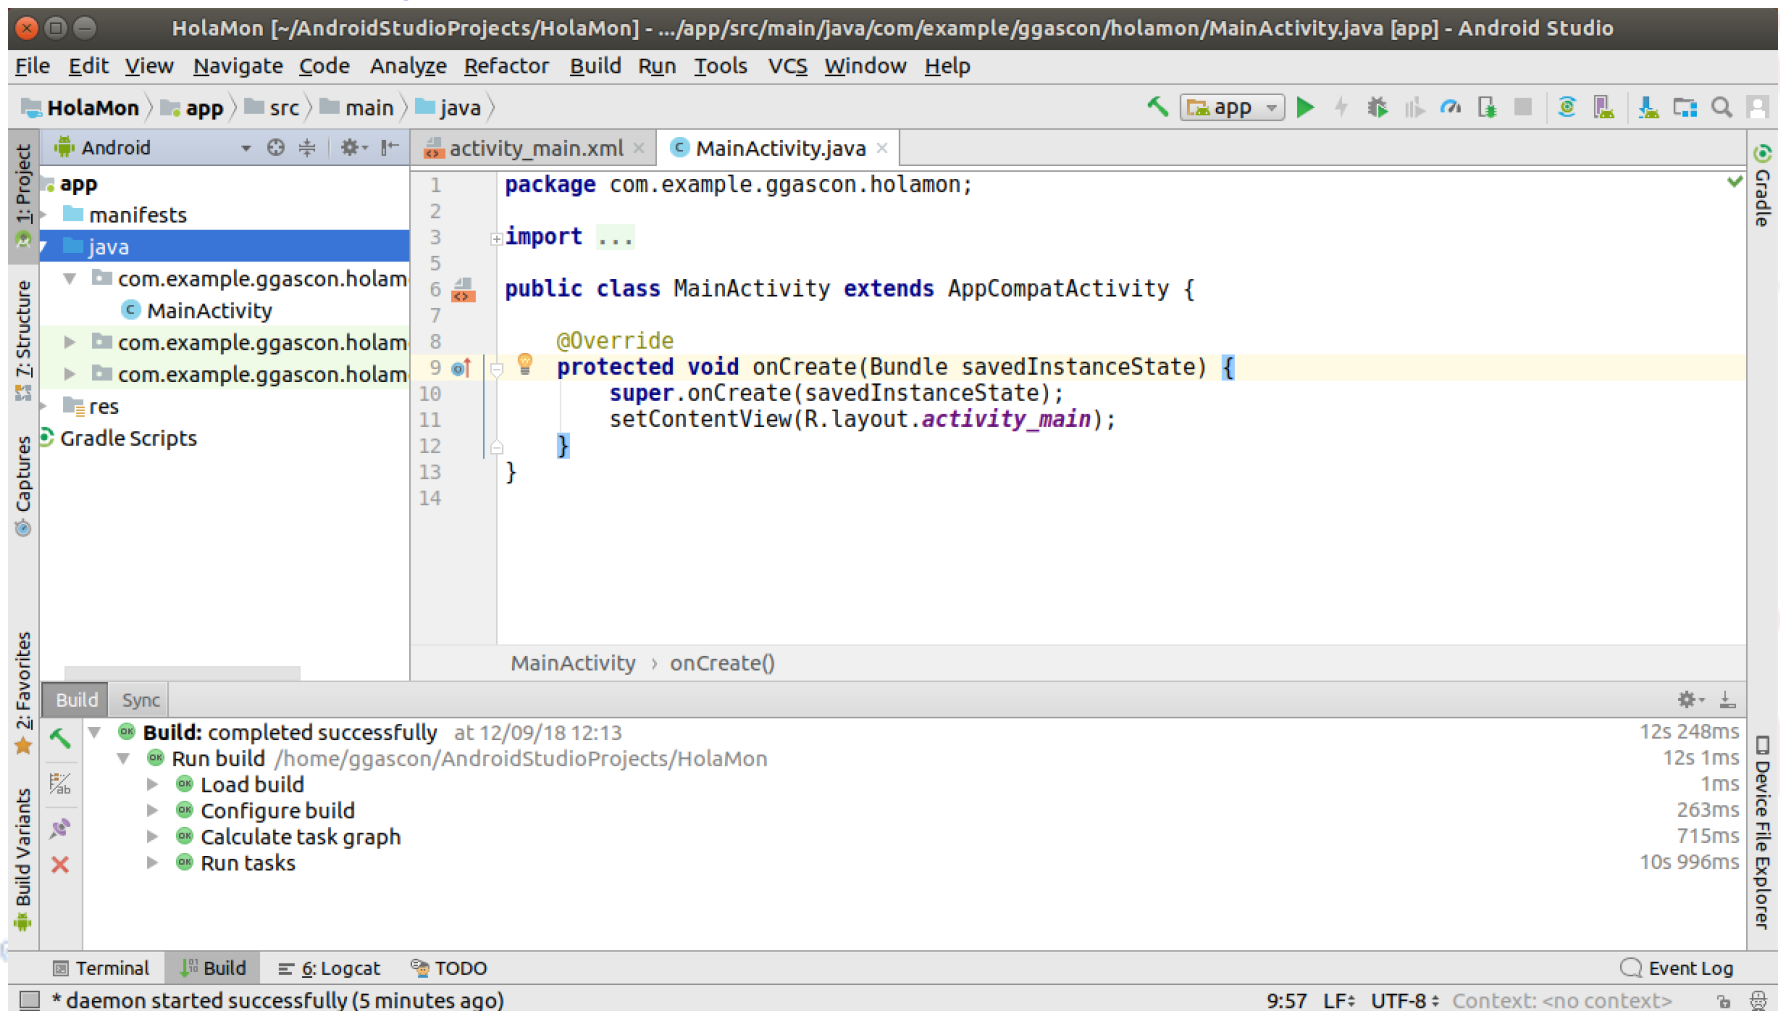 HolaMon [~/AndroidStudioProjects/HolaMon] - .../app/src/main/java/com/example/ggascon/holamon/MainActivity.java [app] - Android Studio
File Edit View Navigate Code Analyze Refactor Build Run Tools VCS Window Help
HolaMon app src main java app
1: Project
7: Structure
Captures
2: Favorites
Build Variants
Android
app
manifests
java
com.example.ggascon.holam
MainActivity
com.example.ggascon.holam
com.example.ggascon.holam
res
Gradle Scripts
activity_main.xml MainActivity.java
1 package com.example.ggascon.holamon;
2
3 import ...
5
6 public class MainActivity extends AppCompatActivity {
7
8 @Override
9 protected void onCreate(Bundle savedInstanceState) {
10 super.onCreate(savedInstanceState);
11 setContentView(R.layout.activity_main);
12 }
13 }
14
MainActivity › onCreate()
Gradle
Device File Explorer
Build Sync
Build: completed successfully at 12/09/18 12:13 12s 248ms
Run build /home/ggascon/AndroidStudioProjects/HolaMon 12s 1ms
OK Load build 1ms
OK Configure build 263ms
OK Calculate task graph 715ms
OK Run tasks 10s 996ms
Terminal Build 6: Logcat TODO Event Log
* daemon started successfully (5 minutes ago) 9:57 LF UTF-8 Context: <no context>